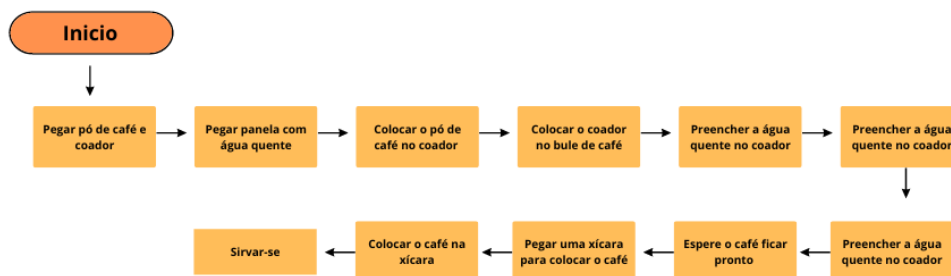 Inicio
Pegar pó de café e
coador
Pegar panela com
água quente
Colocar o pó de
café no coador
Colocar o coador
no bule de café
Preencher a água
quente no coador
Preencher a água
quente no coador
Preencher a água
quente no coador
Espere o café ficar
pronto
Pegar uma xícara
para colocar o café
Colocar o café na
xícara
Sirvar-se